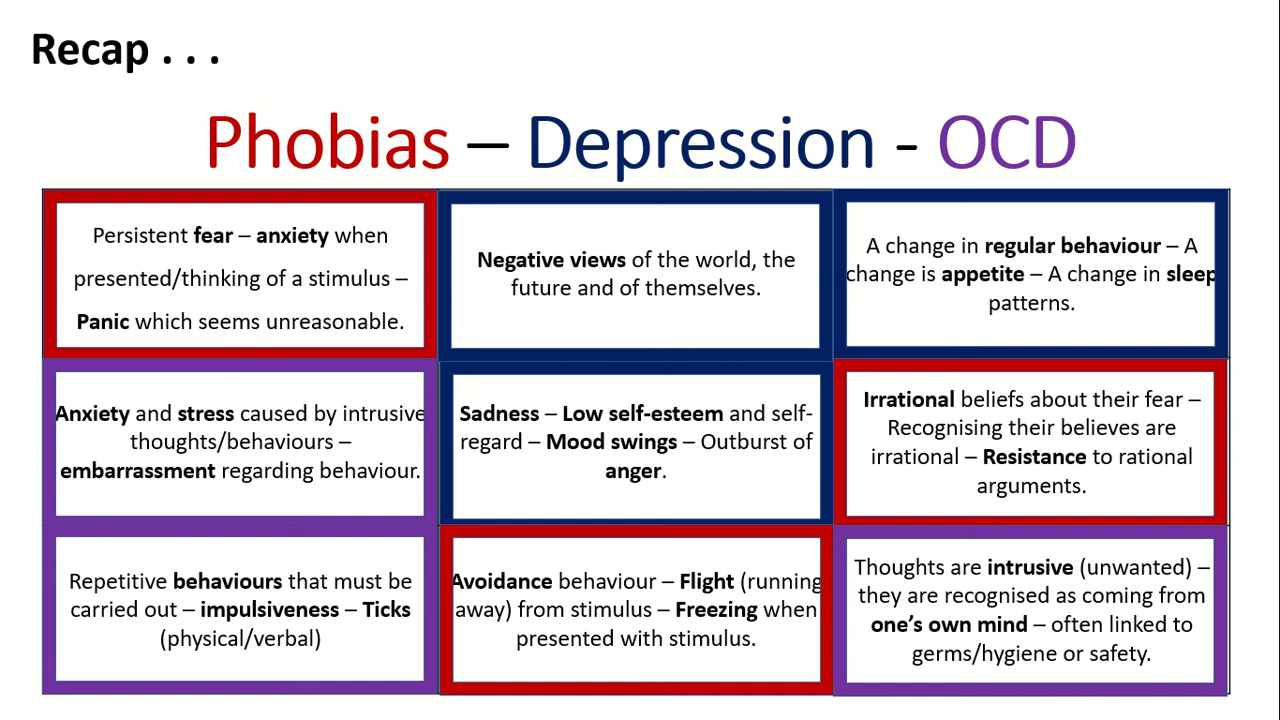 Recap . . .
Phobias – Depression - OCD
Persistent fear – anxiety when
presented/thinking of a stimulus –
Panic which seems unreasonable.
Negative views of the world, the
future and of themselves.
A change in regular behaviour – A
change is appetite – A change in sleep
patterns.
Anxiety and stress caused by intrusive
thoughts/behaviours –
embarrassment regarding behaviour.
Sadness – Low self-esteem and self-
regard – Mood swings – Outburst of
anger.
Irrational beliefs about their fear –
Recognising their believes are
irrational – Resistance to rational
arguments.
Repetitive behaviours that must be
carried out – impulsiveness – Ticks
(physical/verbal)
Avoidance behaviour – Flight (running
away) from stimulus – Freezing when
presented with stimulus.
Thoughts are intrusive (unwanted) –
they are recognised as coming from
one’s own mind – often linked to
germs/hygiene or safety.